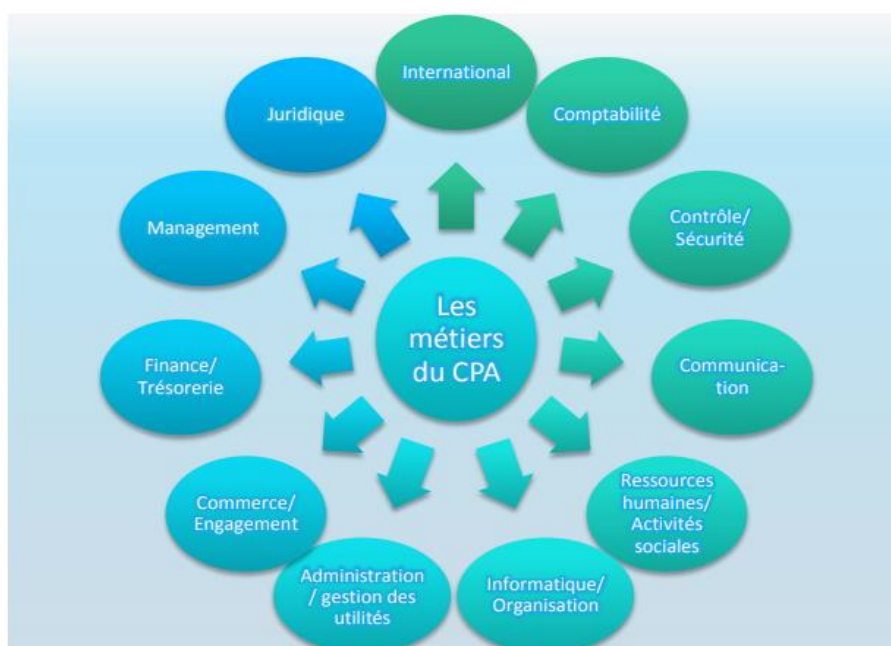 International
Comptabilité
Contrôle/
Sécurité
Communica-
tion
Ressources
humaines/
Activités
sociales
Informatique/
Organisation
Administration
/ gestion des
utilités
Commerce/
Engagement
Finance/
Trésorerie
Management
Juridique
Les
métiers
du CPA